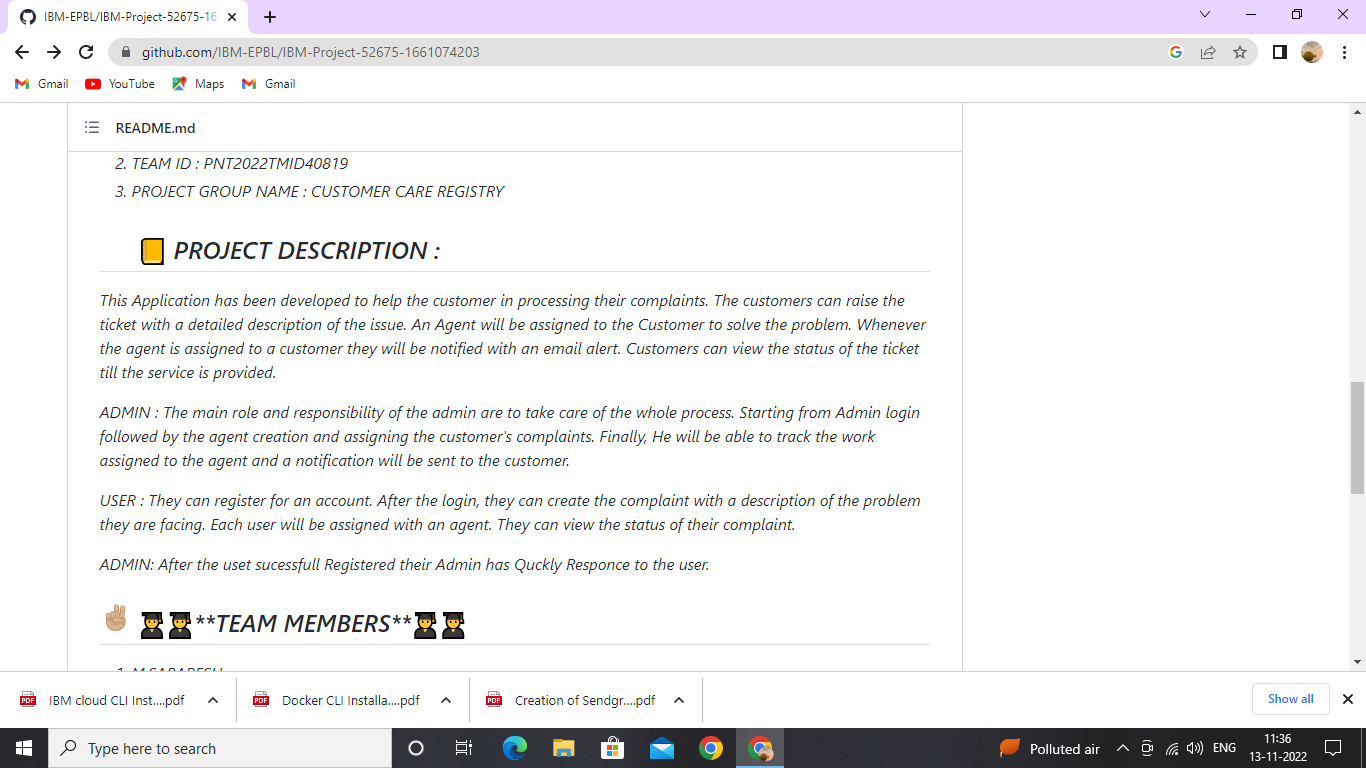 IBM-EPBL/IBM-Project-52675-16
github.com/IBM-EPBL/IBM-Project-52675-1661074203
Gmail YouTube Maps Gmail
README.md
2. TEAM ID : PNT2022TMID40819
3. PROJECT GROUP NAME : CUSTOMER CARE REGISTRY
PROJECT DESCRIPTION :
This Application has been developed to help the customer in processing their complaints. The customers can raise the
ticket with a detailed description of the issue. An Agent will be assigned to the Customer to solve the problem. Whenever
the agent is assigned to a customer they will be notified with an email alert. Customers can view the status of the ticket
till the service is provided.
ADMIN : The main role and responsibility of the admin are to take care of the whole process. Starting from Admin login
followed by the agent creation and assigning the customer's complaints. Finally, He will be able to track the work
assigned to the agent and a notification will be sent to the customer.
USER : They can register for an account. After the login, they can create the complaint with a description of the problem
they are facing. Each user will be assigned with an agent. They can view the status of their complaint.
ADMIN: After the uset sucessfull Registered their Admin has Quckly Responce to the user.
**TEAM MEMBERS**
IBM cloud CLI Inst....pdf Docker CLI Installa....pdf Creation of Sendgr....pdf Show all
Type here to search Polluted air ENG 11:36
13-11-2022